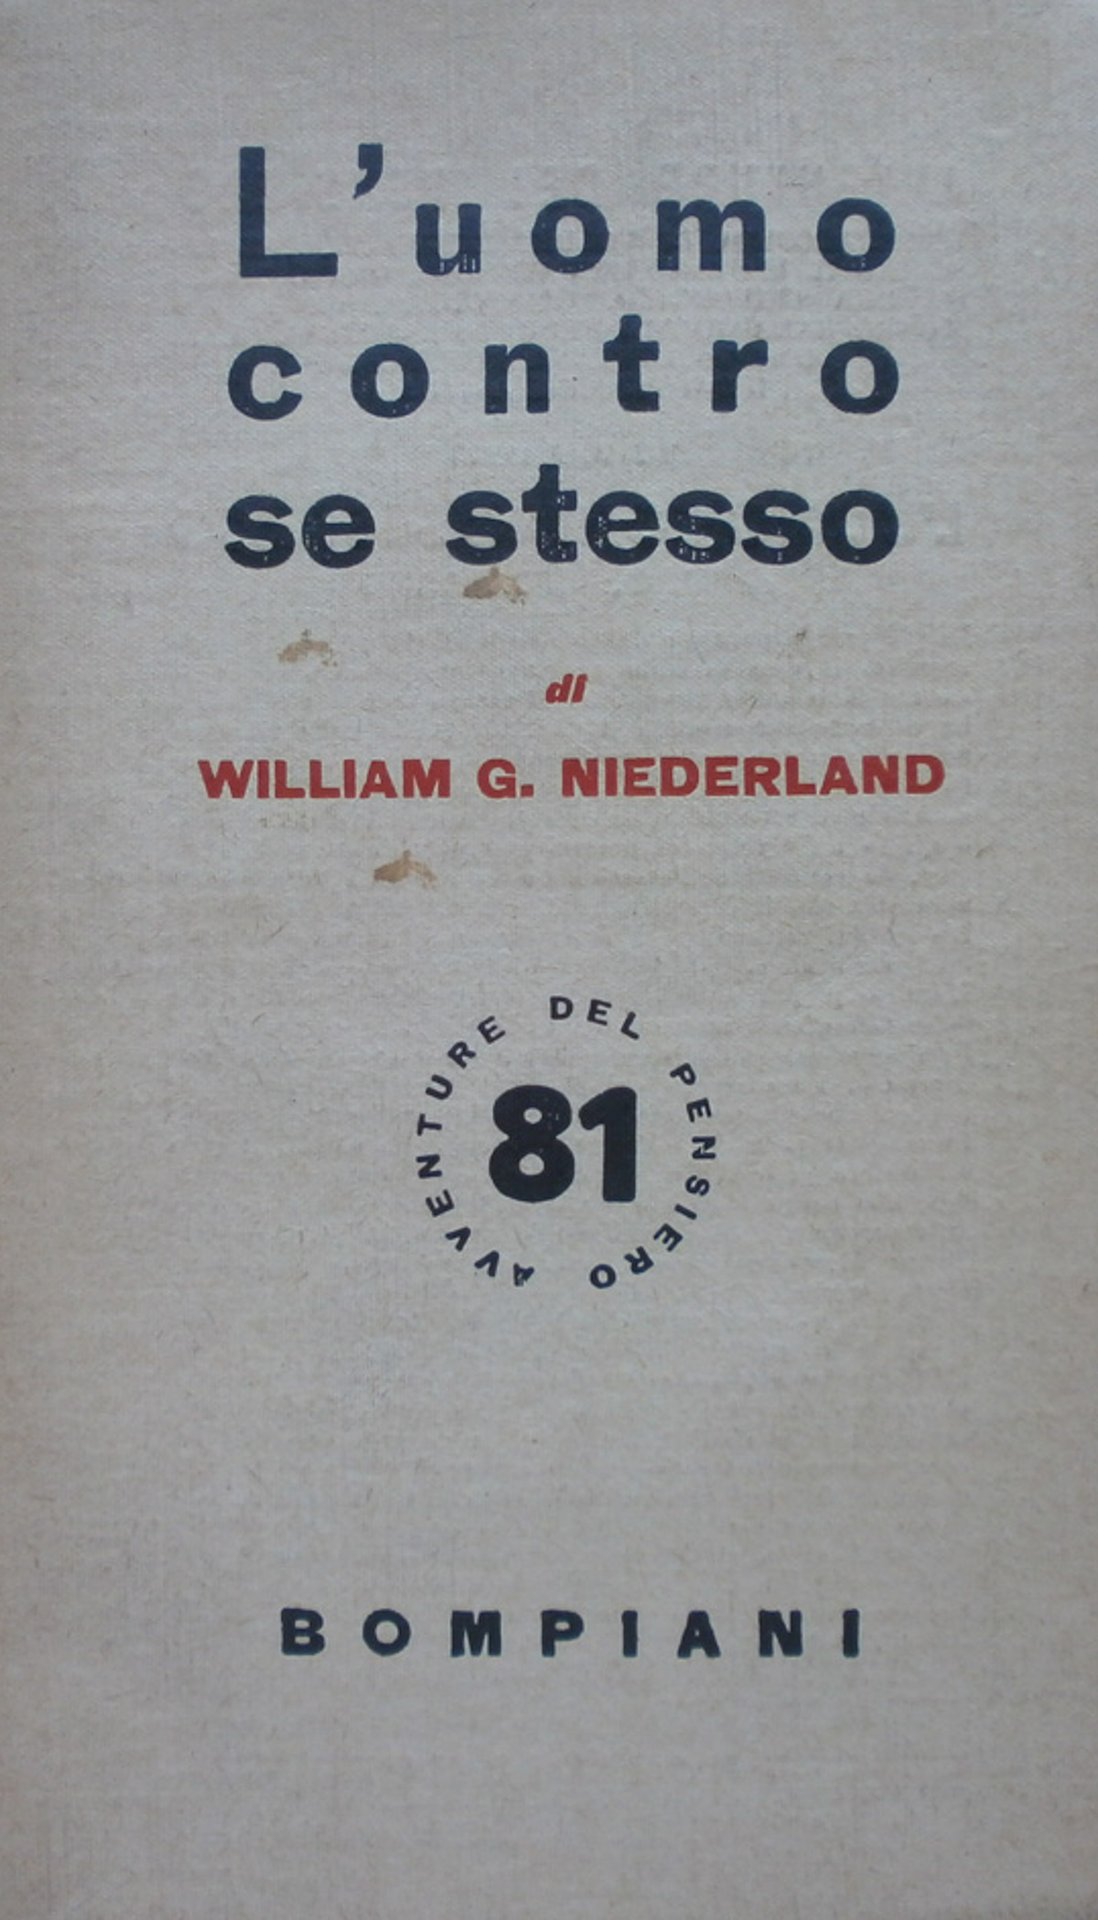 L'uomo
contro
se stesso
di
WILLIAM G. NIEDERLAND
AVVENTURE DEL PENSIERO
81
BOMPIANI